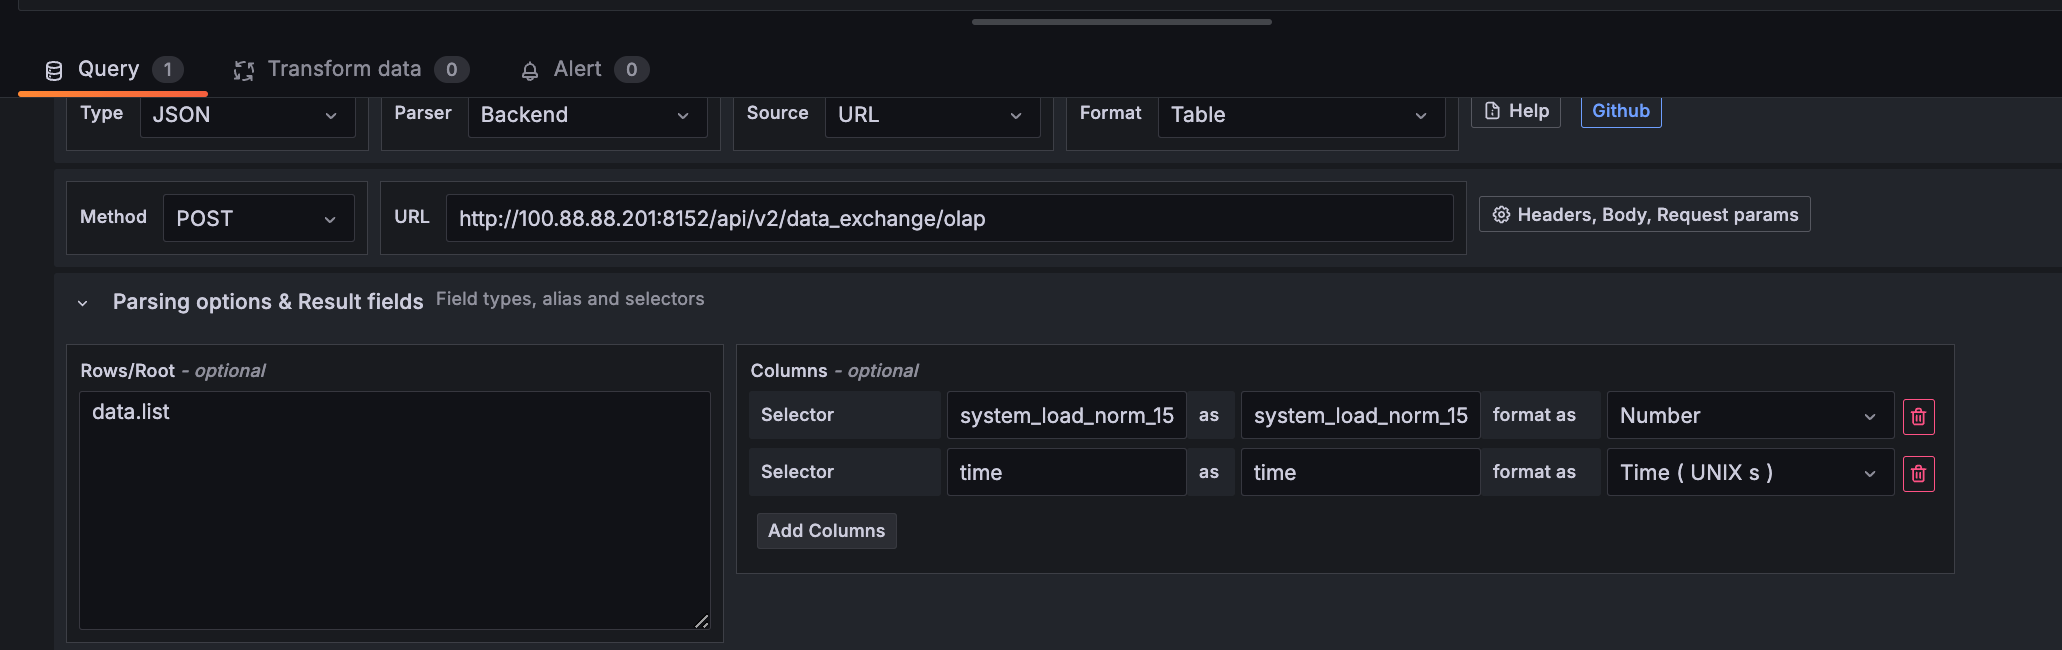 Query 1 Transform data 0 Alert 0
Type JSON Parser Backend Source URL Format Table Help Github
Method POST URL http://100.88.88.201:8152/api/v2/data_exchange/olap Headers, Body, Request params
Parsing options & Result fields Field types, alias and selectors
Rows/Root - optional
data.list
Columns - optional
Selector system_load_norm_15 as system_load_norm_15 format as Number
Selector time as time format as Time ( UNIX s )
Add Columns